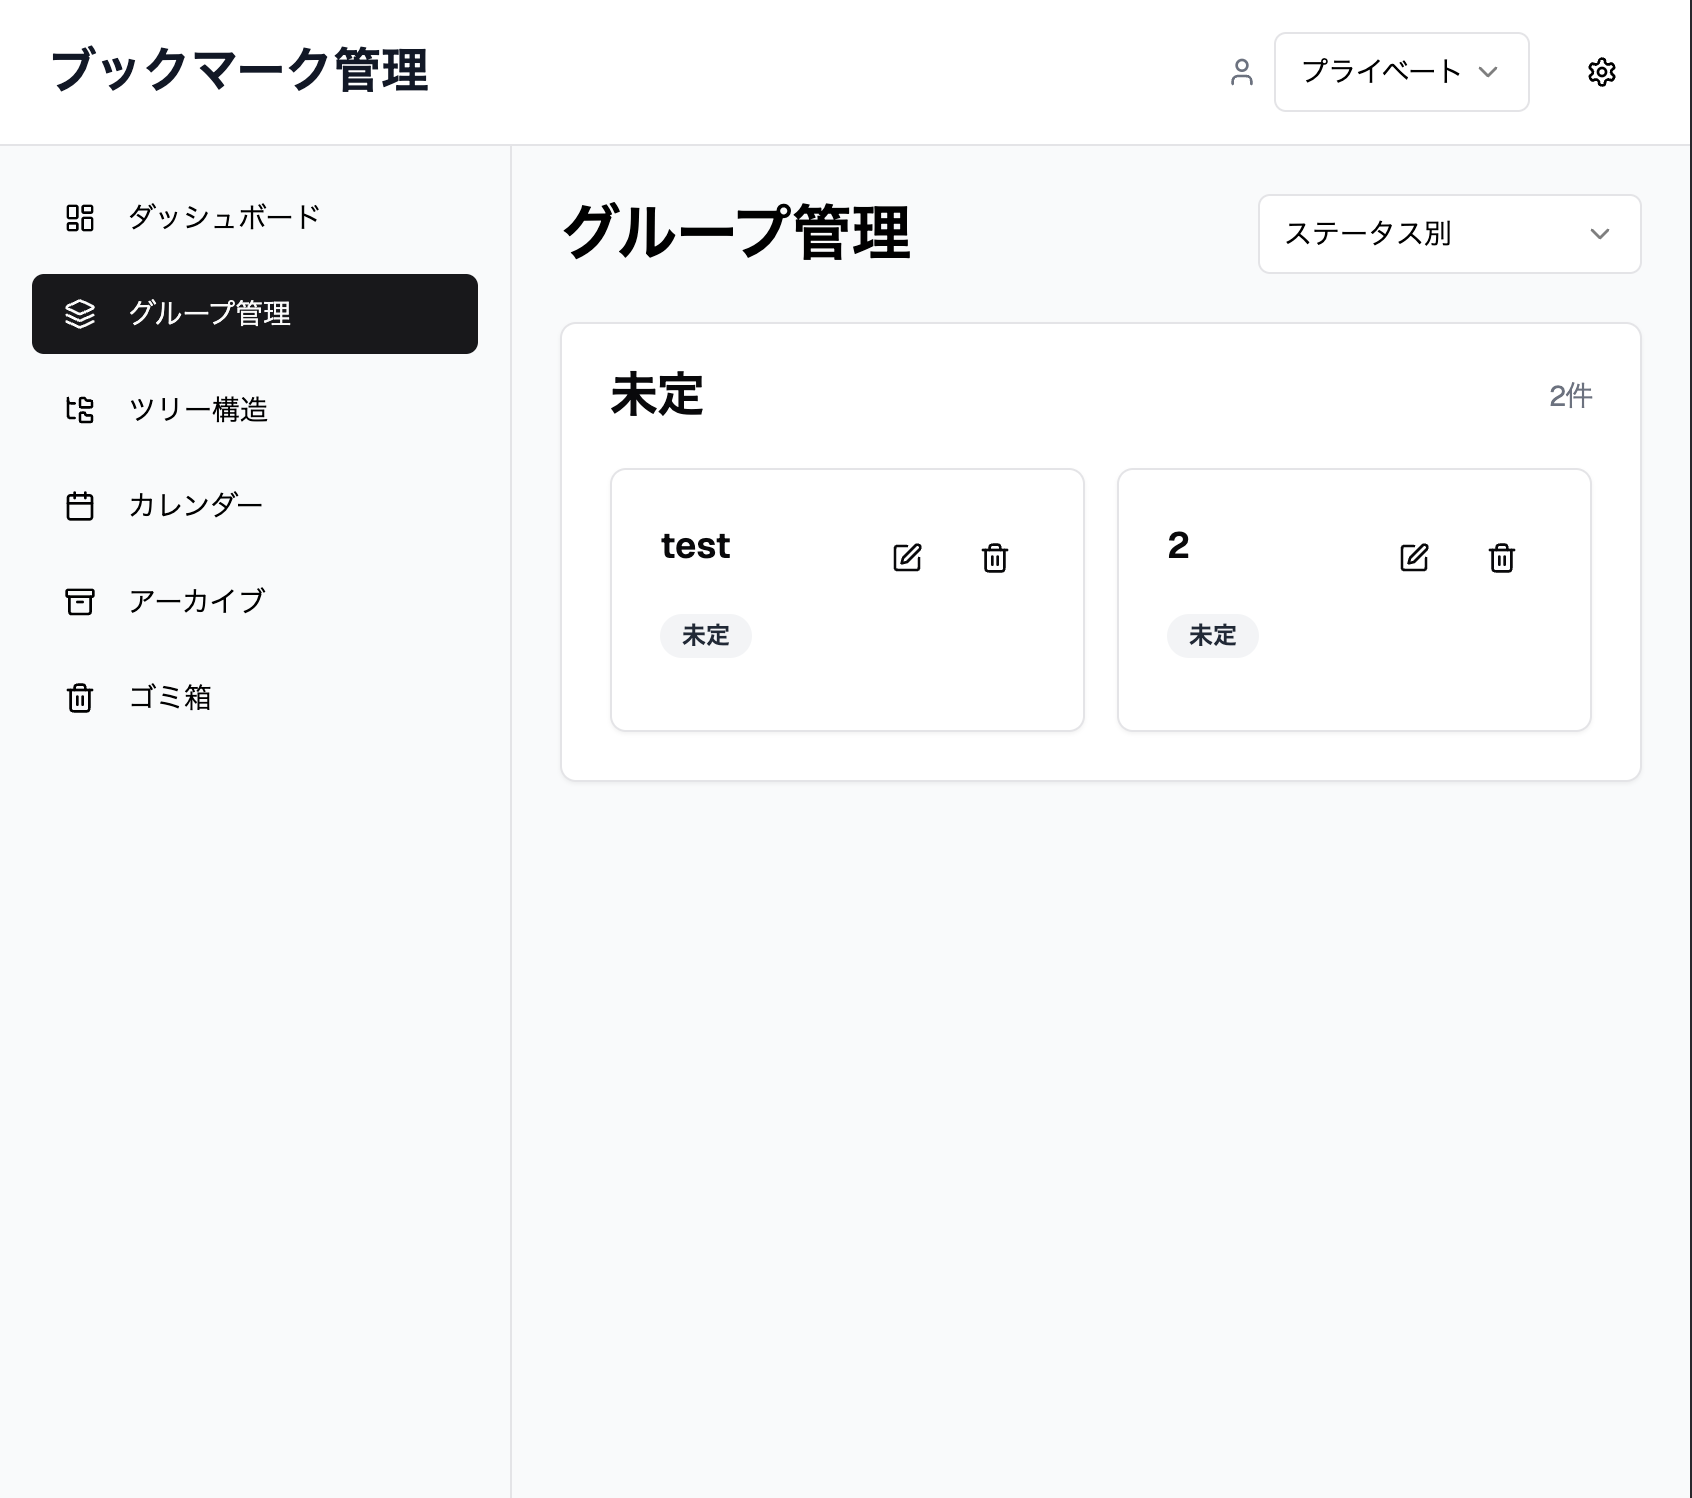 ブックマーク管理
プライベート
ダッシュボード
グループ管理
ツリー構造
カレンダー
アーカイブ
ゴミ箱
グループ管理
ステータス別
未定
2件
test
未定
2
未定